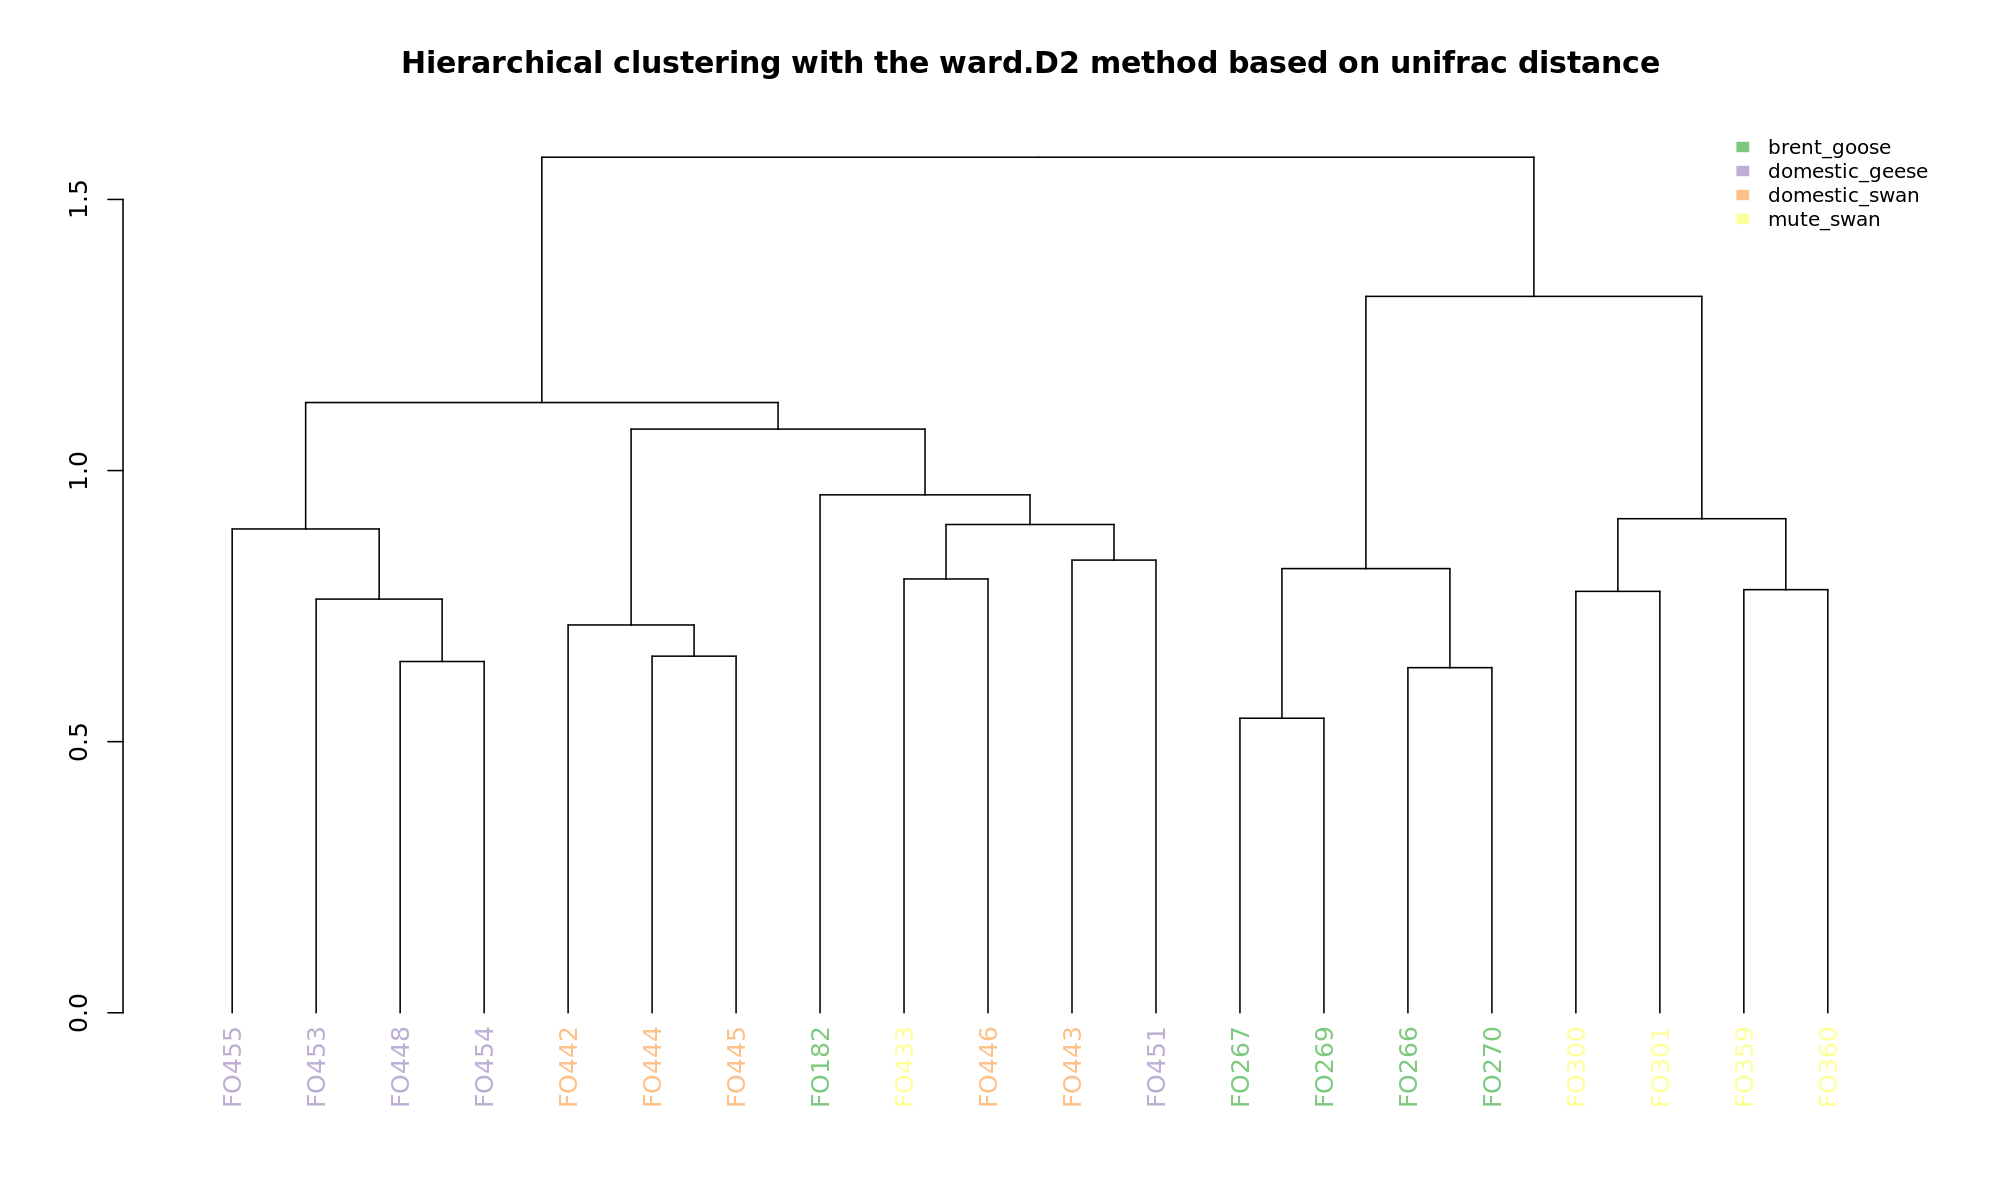 Hierarchical clustering with the ward.D2 method based on unifrac distance
brent_goose
domestic_geese
domestic_swan
mute_swan
1.5
1.0
0.5
0.0
FO455
FO453
FO448
FO454
FO442
FO444
FO445
FO182
FO433
FO446
FO443
FO451
FO267
FO269
FO266
FO270
FO300
FO301
FO359
FO360